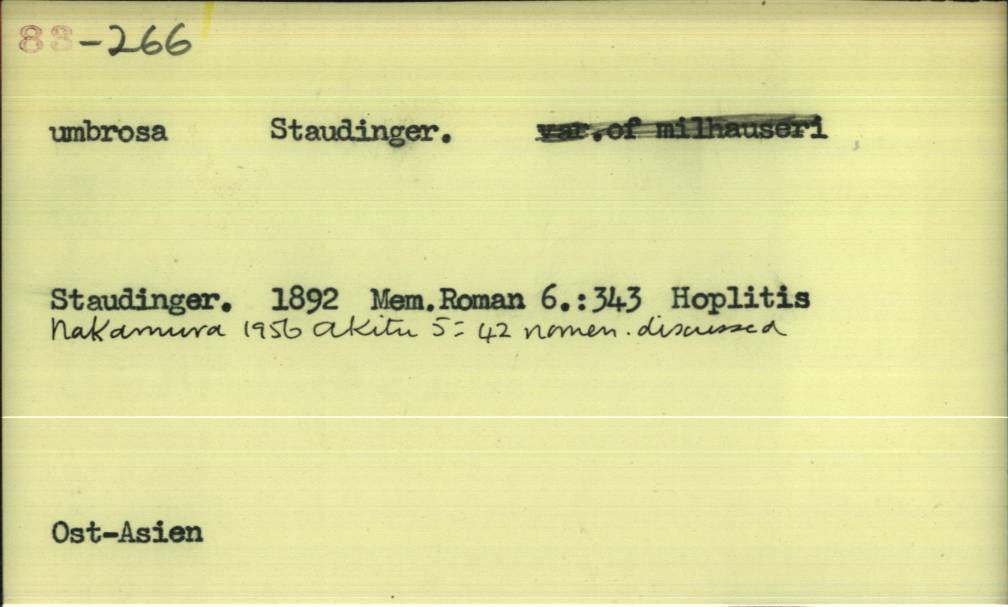 83-266
umbrosa Staudinger. var.of milhauseri
Staudinger. 1892 Mem.Roman 6.:343 Hoplitis
Nakamura 1956 Akitu 5: 42 nomen. discussed
Ost-Asien